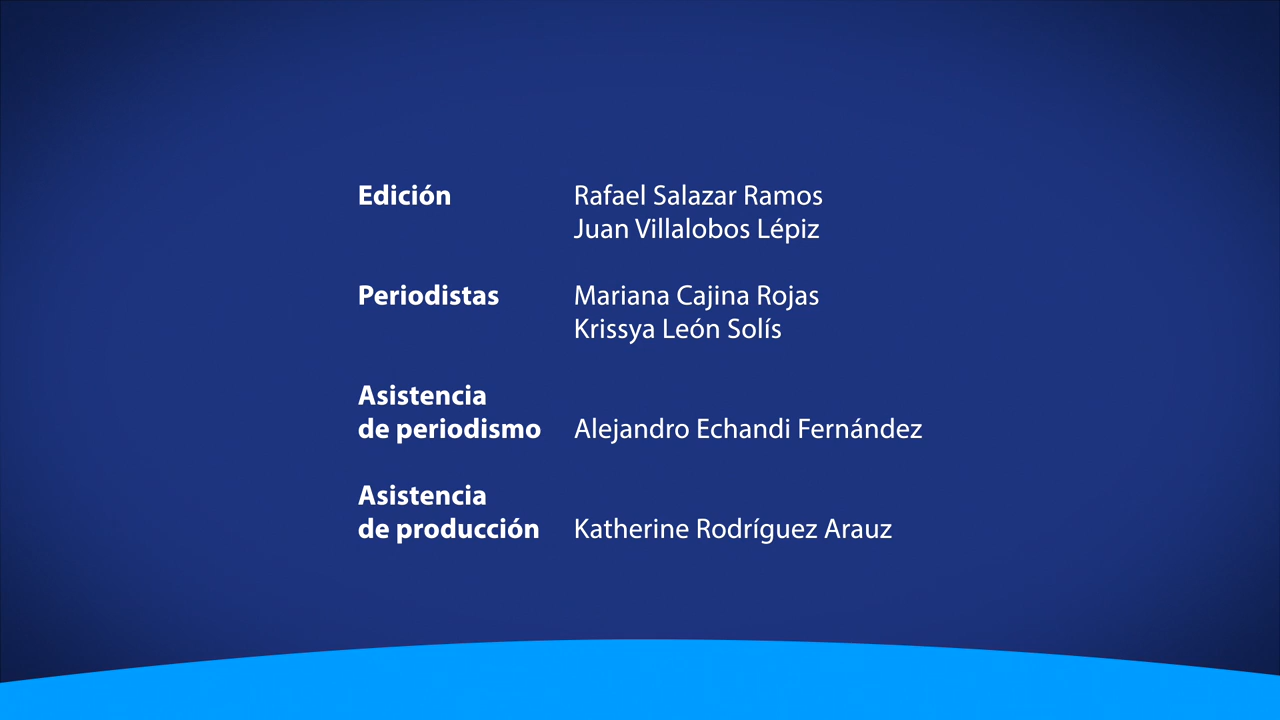 Edición Rafael Salazar Ramos
Juan Villalobos Lépiz
Periodistas Mariana Cajina Rojas
Krissya León Solís
Asistencia
de periodismo Alejandro Echandi Fernández
Asistencia
de producción Katherine Rodríguez Arauz